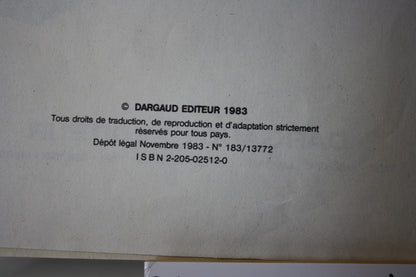 © DARGAUD EDITEUR 1983
Tous droits de traduction, de reproduction et d'adaptation strictement
réservés pour tous pays.
Dépôt légal Novembre 1983 - N° 183/13772
ISBN 2-205-02512-0